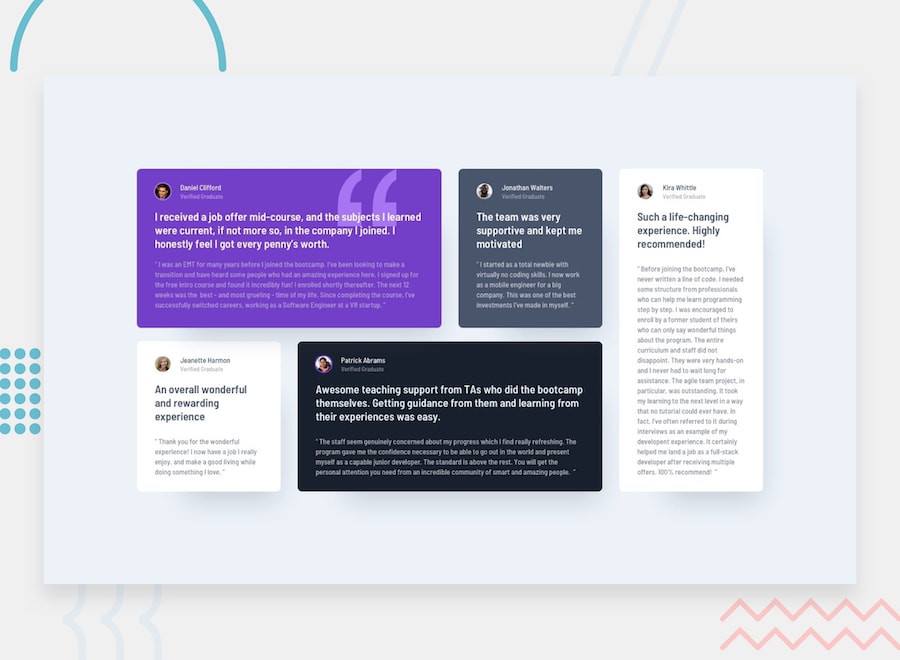 Daniel Clifford
Verified Graduate
I received a job offer mid-course, and the subjects I learned
were current, if not more so, in the company I joined. I
honestly feel I got every penny's worth.
" I was an EMT for many years before I joined the bootcamp. I've been looking to make a
transition and have heard some people who had an amazing experience here. I signed up for
the free intro course and found it incredibly fun! I enrolled shortly thereafter. The next 12
weeks was the best - and most grueling - time of my life. Since completing the course, I've
successfully switched careers, working as a Software Engineer at a VR startup. "
Jonathan Walters
Verified Graduate
The team was very
supportive and kept me
motivated
" I started as a total newbie with
virtually no coding skills. I now work
as a mobile engineer for a big
company. This was one of the best
investments I've made in myself. "
Kira Whittle
Verified Graduate
Such a life-changing
experience. Highly
recommended!
" Before joining the bootcamp, I've
never written a line of code. I needed
some structure from professionals
who can help me learn programming
step by step. I was encouraged to
enroll by a former student of theirs
who can only say wonderful things
about the program. The entire
curriculum and staff did not
disappoint. They were very hands-on
and I never had to wait long for
assistance. The agile team project, in
particular, was outstanding. It took
my learning to the next level in a way
that no tutorial could ever have. In
fact, I've often referred to it during
interviews as an example of my
developent experience. It certainly
helped me land a job as a full-stack
developer after receiving multiple
offers. 100% recommend! "
Jeanette Harmon
Verified Graduate
An overall wonderful
and rewarding
experience
" Thank you for the wonderful
experience! I now have a job I really
enjoy, and make a good living while
doing something I love. "
Patrick Abrams
Verified Graduate
Awesome teaching support from TAs who did the bootcamp
themselves. Getting guidance from them and learning from
their experiences was easy.
" The staff seem genuinely concerned about my progress which I find really refreshing. The
program gave me the confidence necessary to be able to go out in the world and present
myself as a capable junior developer. The standard is above the rest. You will get the
personal attention you need from an incredible community of smart and amazing people. "